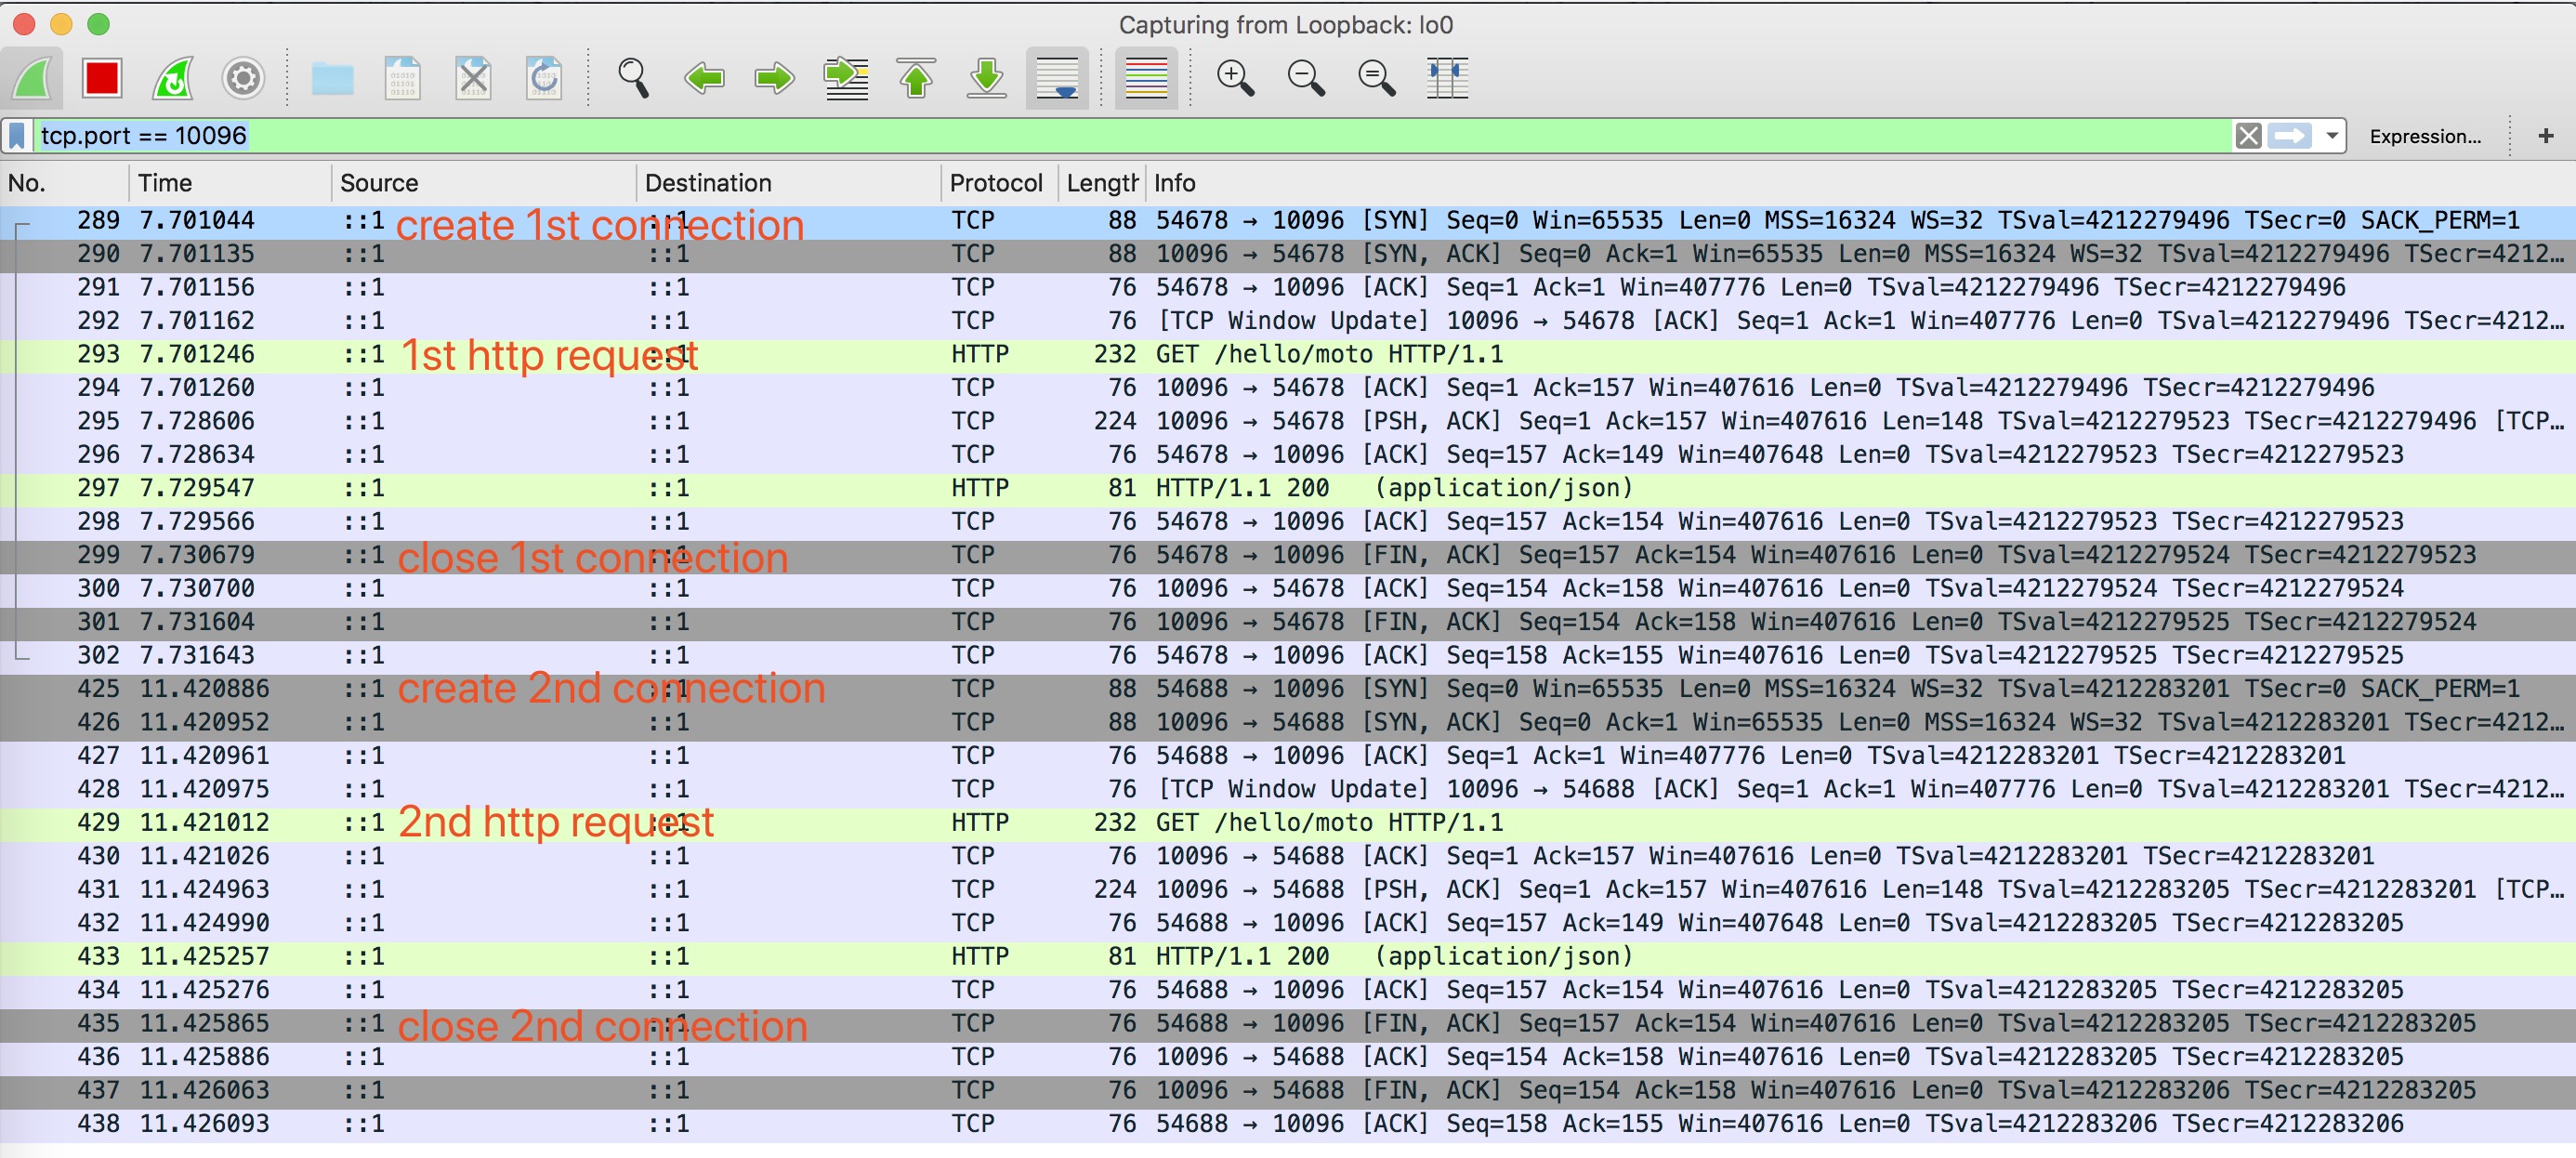 Capturing from Loopback: lo0
tcp.port == 10096 Expression... +
No. Time Source Destination Protocol Length Info
289 7.701044 ::1 create 1st connection ::1 TCP 88 54678 → 10096 [SYN] Seq=0 Win=65535 Len=0 MSS=16324 WS=32 TSval=4212279496 TSecr=0 SACK_PERM=1
290 7.701135 ::1 ::1 TCP 88 10096 → 54678 [SYN, ACK] Seq=0 Ack=1 Win=65535 Len=0 MSS=16324 WS=32 TSval=4212279496 TSecr=4212…
291 7.701156 ::1 ::1 TCP 76 54678 → 10096 [ACK] Seq=1 Ack=1 Win=407776 Len=0 TSval=4212279496 TSecr=4212279496
292 7.701162 ::1 ::1 TCP 76 [TCP Window Update] 10096 → 54678 [ACK] Seq=1 Ack=1 Win=407776 Len=0 TSval=4212279496 TSecr=4212…
293 7.701246 ::1 1st http request ::1 HTTP 232 GET /hello/moto HTTP/1.1
294 7.701260 ::1 ::1 TCP 76 10096 → 54678 [ACK] Seq=1 Ack=157 Win=407616 Len=0 TSval=4212279496 TSecr=4212279496
295 7.728606 ::1 ::1 TCP 224 10096 → 54678 [PSH, ACK] Seq=1 Ack=157 Win=407616 Len=148 TSval=4212279523 TSecr=4212279496 [TCP…
296 7.728634 ::1 ::1 TCP 76 54678 → 10096 [ACK] Seq=157 Ack=149 Win=407648 Len=0 TSval=4212279523 TSecr=4212279523
297 7.729547 ::1 ::1 HTTP 81 HTTP/1.1 200 (application/json)
298 7.729566 ::1 ::1 TCP 76 54678 → 10096 [ACK] Seq=157 Ack=154 Win=407616 Len=0 TSval=4212279523 TSecr=4212279523
299 7.730679 ::1 close 1st connection ::1 TCP 76 54678 → 10096 [FIN, ACK] Seq=157 Ack=154 Win=407616 Len=0 TSval=4212279524 TSecr=4212279523
300 7.730700 ::1 ::1 TCP 76 10096 → 54678 [ACK] Seq=154 Ack=158 Win=407616 Len=0 TSval=4212279524 TSecr=4212279524
301 7.731604 ::1 ::1 TCP 76 10096 → 54678 [FIN, ACK] Seq=154 Ack=158 Win=407616 Len=0 TSval=4212279525 TSecr=4212279524
302 7.731643 ::1 ::1 TCP 76 54678 → 10096 [ACK] Seq=158 Ack=155 Win=407616 Len=0 TSval=4212279525 TSecr=4212279525
425 11.420886 ::1 create 2nd connection ::1 TCP 88 54688 → 10096 [SYN] Seq=0 Win=65535 Len=0 MSS=16324 WS=32 TSval=4212283201 TSecr=0 SACK_PERM=1
426 11.420952 ::1 ::1 TCP 88 10096 → 54688 [SYN, ACK] Seq=0 Ack=1 Win=65535 Len=0 MSS=16324 WS=32 TSval=4212283201 TSecr=4212…
427 11.420961 ::1 ::1 TCP 76 54688 → 10096 [ACK] Seq=1 Ack=1 Win=407776 Len=0 TSval=4212283201 TSecr=4212283201
428 11.420975 ::1 ::1 TCP 76 [TCP Window Update] 10096 → 54688 [ACK] Seq=1 Ack=1 Win=407776 Len=0 TSval=4212283201 TSecr=4212…
429 11.421012 ::1 2nd http request ::1 HTTP 232 GET /hello/moto HTTP/1.1
430 11.421026 ::1 ::1 TCP 76 10096 → 54688 [ACK] Seq=1 Ack=157 Win=407616 Len=0 TSval=4212283201 TSecr=4212283201
431 11.424963 ::1 ::1 TCP 224 10096 → 54688 [PSH, ACK] Seq=1 Ack=157 Win=407616 Len=148 TSval=4212283205 TSecr=4212283201 [TCP…
432 11.424990 ::1 ::1 TCP 76 54688 → 10096 [ACK] Seq=157 Ack=149 Win=407648 Len=0 TSval=4212283205 TSecr=4212283205
433 11.425257 ::1 ::1 HTTP 81 HTTP/1.1 200 (application/json)
434 11.425276 ::1 ::1 TCP 76 54688 → 10096 [ACK] Seq=157 Ack=154 Win=407616 Len=0 TSval=4212283205 TSecr=4212283205
435 11.425865 ::1 close 2nd connection ::1 TCP 76 54688 → 10096 [FIN, ACK] Seq=157 Ack=154 Win=407616 Len=0 TSval=4212283205 TSecr=4212283205
436 11.425886 ::1 ::1 TCP 76 10096 → 54688 [ACK] Seq=154 Ack=158 Win=407616 Len=0 TSval=4212283205 TSecr=4212283205
437 11.426063 ::1 ::1 TCP 76 10096 → 54688 [FIN, ACK] Seq=154 Ack=158 Win=407616 Len=0 TSval=4212283206 TSecr=4212283205
438 11.426093 ::1 ::1 TCP 76 54688 → 10096 [ACK] Seq=158 Ack=155 Win=407616 Len=0 TSval=4212283206 TSecr=4212283206